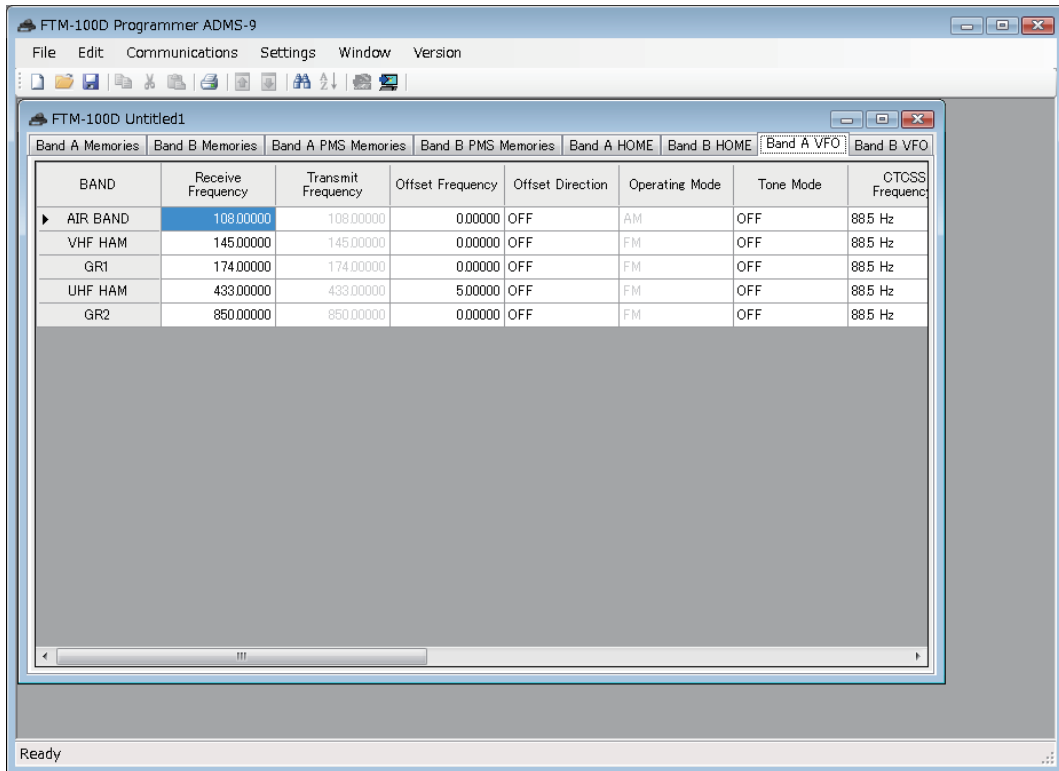 FTM-100D Programmer ADMS-9
File Edit Communications Settings Window Version
FTM-100D Untitled1
Band A Memories Band B Memories Band A PMS Memories Band B PMS Memories Band A HOME Band B HOME Band A VFO Band B VFO
BAND Receive Frequency Transmit Frequency Offset Frequency Offset Direction Operating Mode Tone Mode CTCSS Frequency
AIR BAND 108.00000 108.00000 0.00000 OFF AM OFF 88.5 Hz
VHF HAM 145.00000 145.00000 0.00000 OFF FM OFF 88.5 Hz
GR1 174.00000 174.00000 0.00000 OFF FM OFF 88.5 Hz
UHF HAM 433.00000 433.00000 5.00000 OFF FM OFF 88.5 Hz
GR2 850.00000 850.00000 0.00000 OFF FM OFF 88.5 Hz
Ready